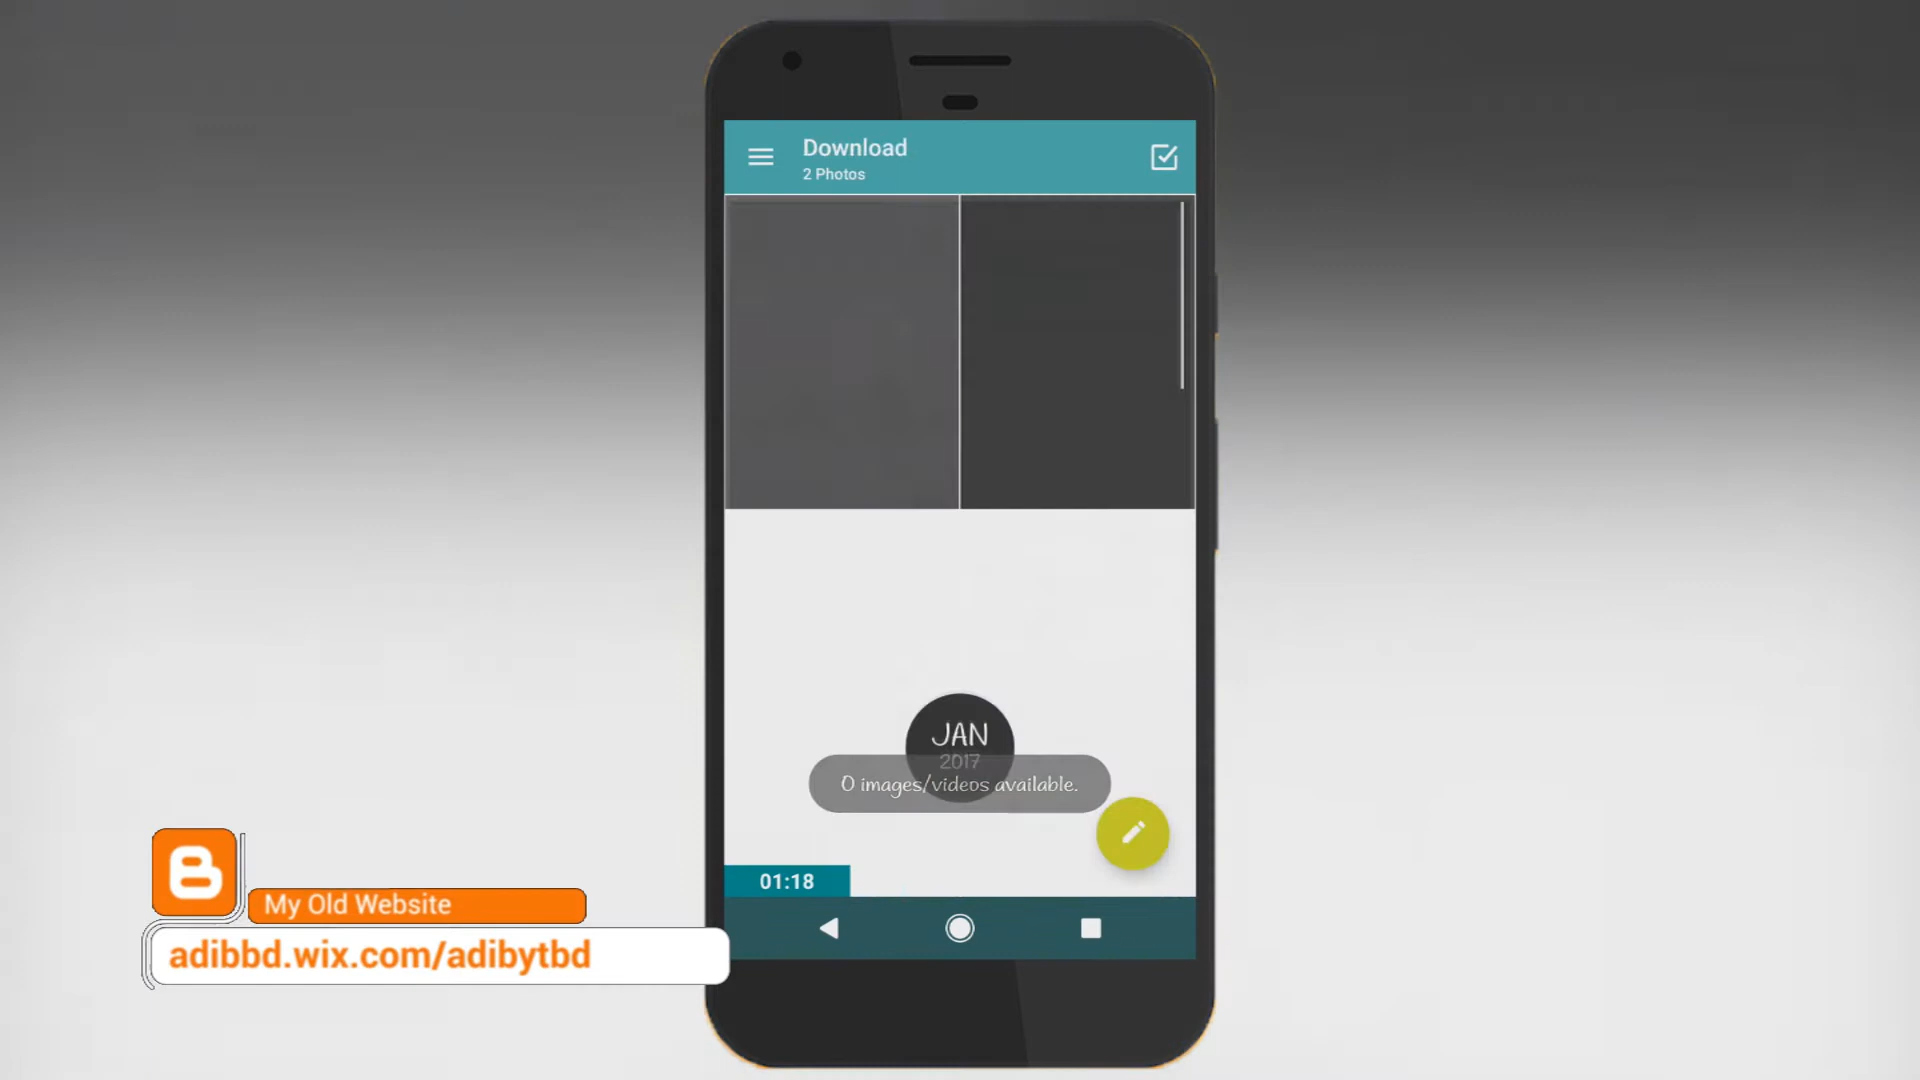 Download
2 Photos
JAN
2017
0 images/videos available.
01:18
My Old Website
adibbd.wix.com/adibytbd